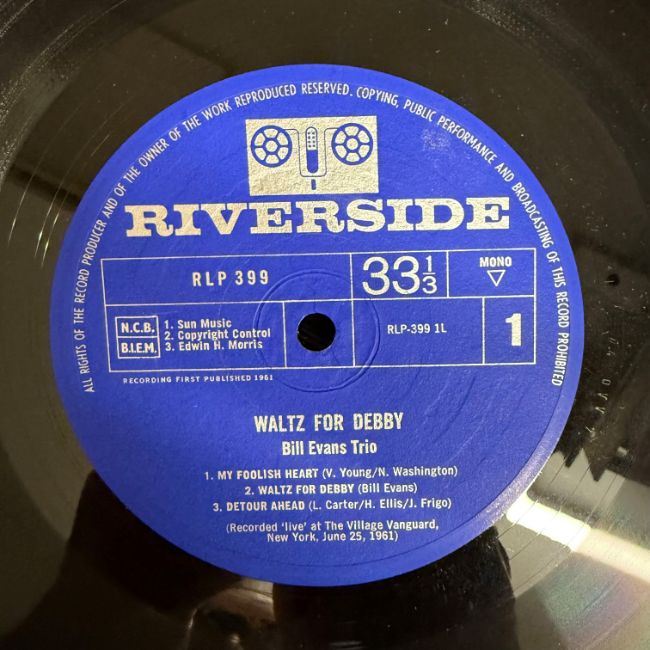 ALL RIGHTS OF THE RECORD PRODUCER AND OF THE OWNER OF THE WORK REPRODUCED RESERVED. COPYING, PUBLIC PERFORMANCE AND BROADCASTING OF THIS RECORD PROHIBITED
RIVERSIDE
RLP 399
33 1/3
MONO
N.C.B.
B.I.E.M.
1. Sun Music
2. Copyright Control
3. Edwin H. Morris
RLP-399 1L
1
RECORDING FIRST PUBLISHED 1961
WALTZ FOR DEBBY
Bill Evans Trio
1. MY FOOLISH HEART (V. Young/N. Washington)
2. WALTZ FOR DEBBY (Bill Evans)
3. DETOUR AHEAD (L. Carter/H. Ellis/J. Frigo)
(Recorded 'live' at The Village Vanguard,
New York, June 25, 1961)